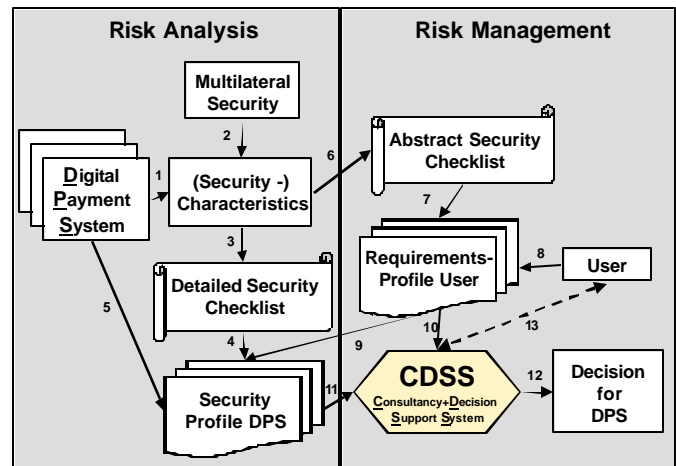 Risk Analysis
Risk Management
Multilateral
Security
2
6
Abstract Security
Checklist
Digital
Payment
System
1
(Security -)
Characteristics
7
3
Requirements-
Profile User
8
User
5
Detailed Security
Checklist
4
9
10
13
Security
Profile DPS
11
CDSS
Consultancy+Decision
Support System
12
Decision
for
DPS